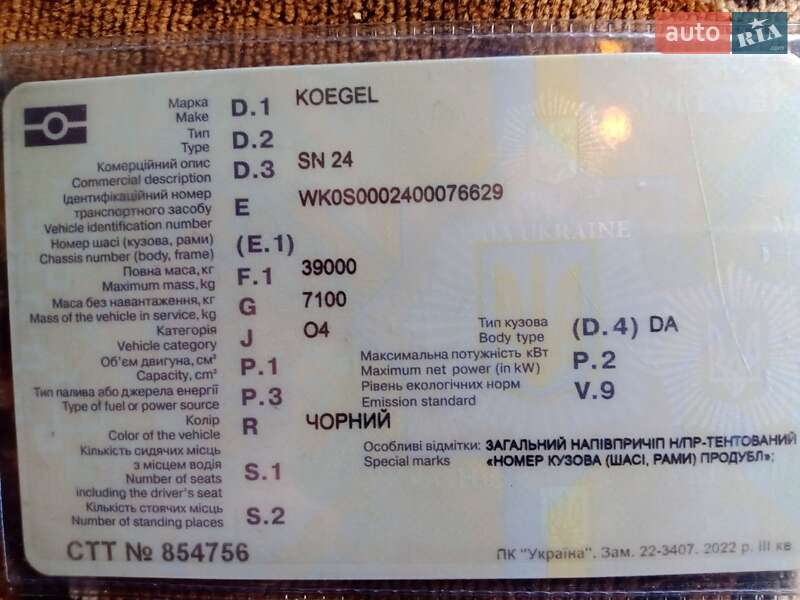 auto RIA .com
Марка D.1 KOEGEL
Make
Тип D.2
Type
Комерційний опис D.3 SN 24
Commercial description
Ідентифікаційний номер
транспортного засобу E WK0S0002400076629
Vehicle identification number
Номер шасі (кузова, рами) (E.1)
Chassis number (body, frame)
Повна маса, кг F.1 39000
Maximum mass, kg
Маса без навантаження, кг G 7100
Mass of the vehicle in service, kg
Категорія J O4
Vehicle category
Тип кузова (D.4) DA
Body type
Об'єм двигуна, см³ P.1
Capacity, cm³
Максимальна потужність кВт P.2
Maximum net power (in kW)
Тип палива або джерела енергії P.3
Type of fuel or power source
Рівень екологічних норм V.9
Emission standard
Колір R ЧОРНИЙ
Color of the vehicle
Особливі відмітки: ЗАГАЛЬНИЙ НАПІВПРИЧІП Н/ПР-ТЕНТОВАНИЙ
Special marks «НОМЕР КУЗОВА (ШАСІ, РАМИ) ПРОДУБЛ»;
Кількість сидячих місць
з місцем водія S.1
Number of seats
including the driver's seat
Кількість стоячих місць S.2
Number of standing places
СТТ № 854756
ПК "Україна". Зам. 22-3407. 2022 р. III кв.
UKRAINE